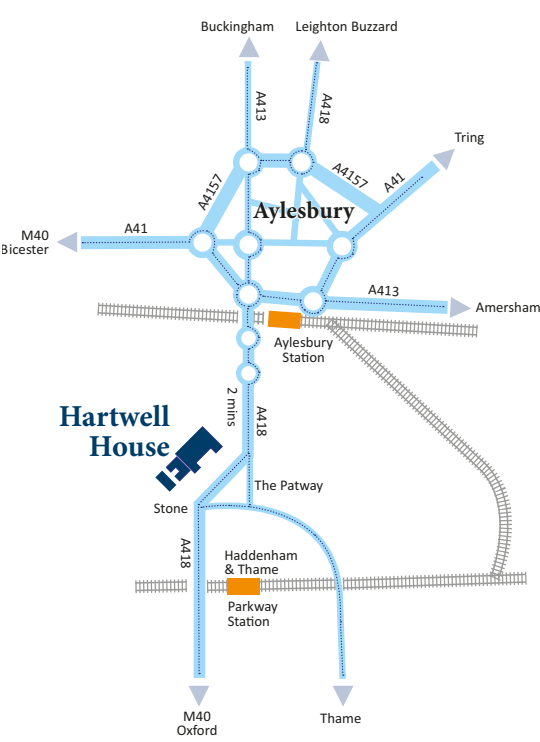 Buckingham
Leighton Buzzard
A413
A418
Tring
A4157
A4157
A41
Aylesbury
A41
M40
Bicester
A413
Amersham
Aylesbury
Station
2 mins
A418
Hartwell
House
The Patway
Stone
A418
Haddenham
& Thame
Parkway
Station
M40
Oxford
Thame